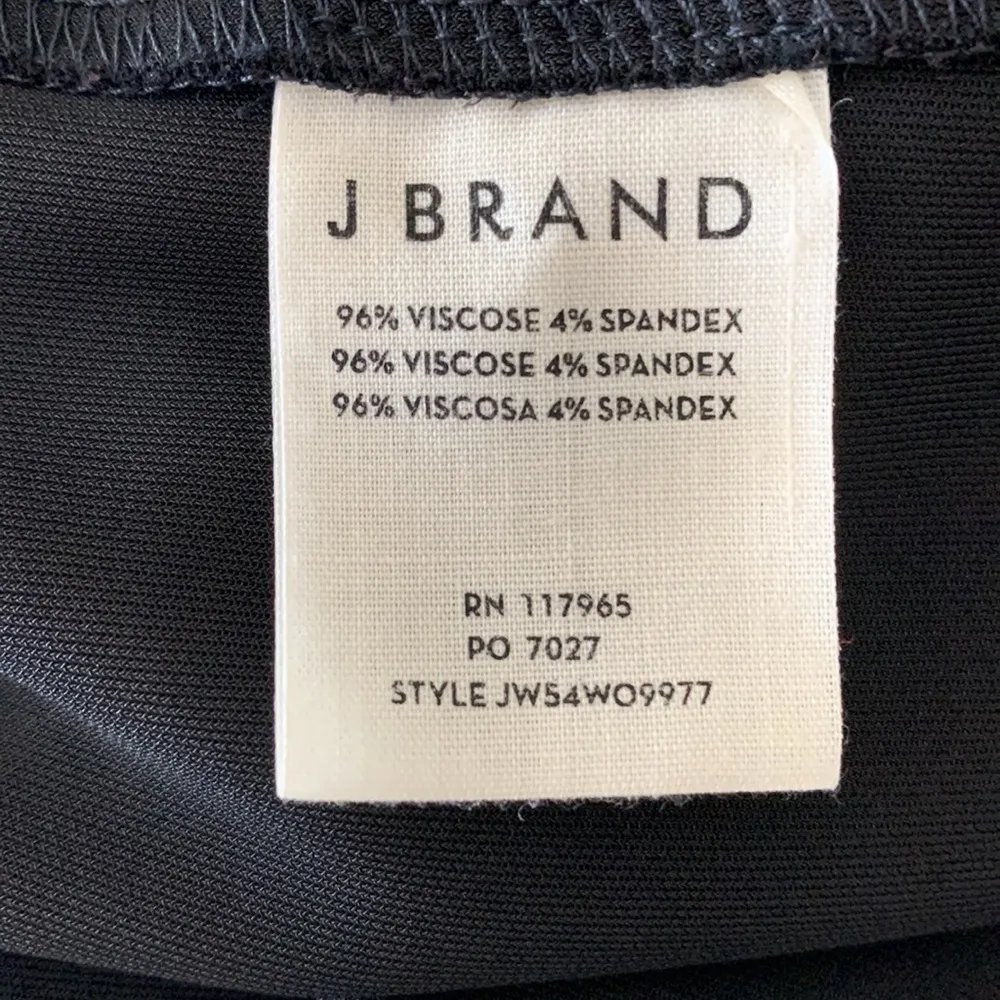 J BRAND
96% VISCOSE 4% SPANDEX
96% VISCOSE 4% SPANDEX
96% VISCOSA 4% SPANDEX
RN 117965
PO 7027
STYLE JW54WO9977